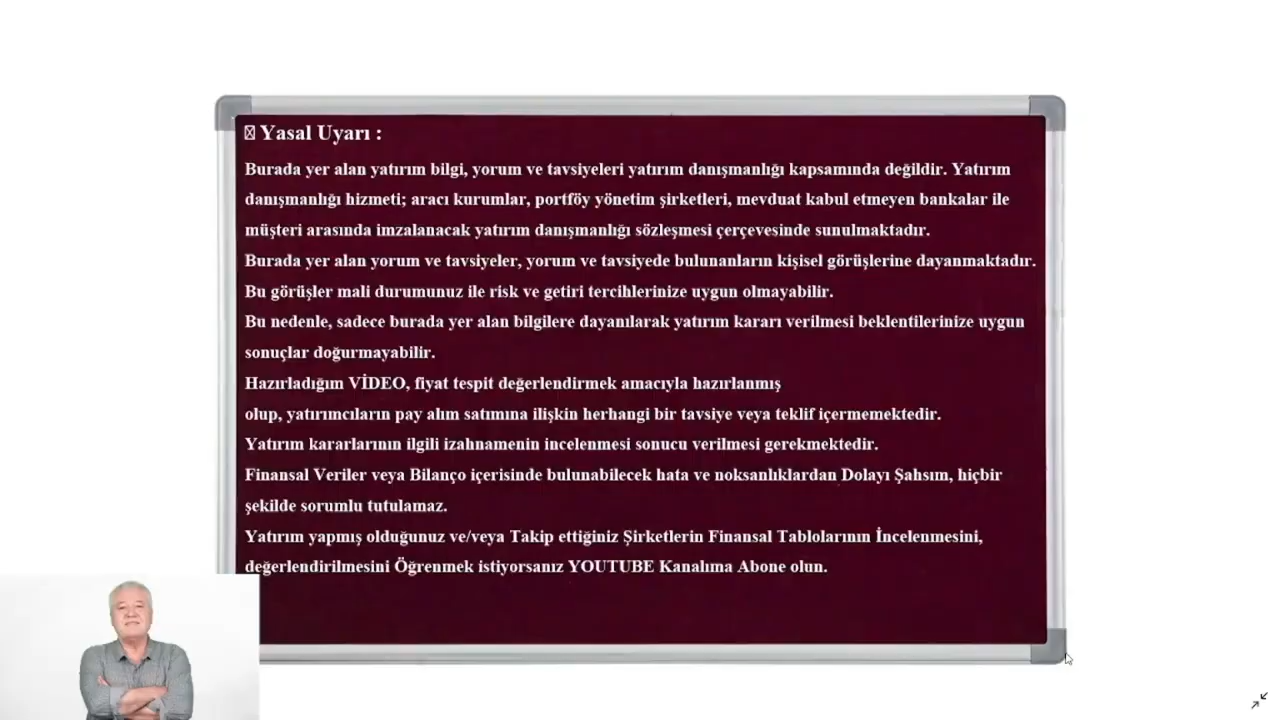 Yasal Uyarı :
Burada yer alan yatırım bilgi, yorum ve tavsiyeleri yatırım danışmanlığı kapsamında değildir. Yatırım
danışmanlığı hizmeti; aracı kurumlar, portföy yönetim şirketleri, mevduat kabul etmeyen bankalar ile
müşteri arasında imzalanacak yatırım danışmanlığı sözleşmesi çerçevesinde sunulmaktadır.
Burada yer alan yorum ve tavsiyeler, yorum ve tavsiyede bulunanların kişisel görüşlerine dayanmaktadır.
Bu görüşler mali durumunuz ile risk ve getiri tercihlerinize uygun olmayabilir.
Bu nedenle, sadece burada yer alan bilgilere dayanılarak yatırım kararı verilmesi beklentilerinize uygun
sonuçlar doğurmayabilir.
Hazırladığım VİDEO, fiyat tespit değerlendirmek amacıyla hazırlanmış
olup, yatırımcıların pay alım satımına ilişkin herhangi bir tavsiye veya teklif içermemektedir.
Yatırım kararlarının ilgili izahnamenin incelenmesi sonucu verilmesi gerekmektedir.
Finansal Veriler veya Bilanço içerisinde bulunabilecek hata ve noksanlıklardan Dolayı Şahsım, hiçbir
şekilde sorumlu tutulamaz.
Yatırım yapmış olduğunuz ve/veya Takip ettiğiniz Şirketlerin Finansal Tablolarının İncelenmesini,
değerlendirilmesini Öğrenmek istiyorsanız YOUTUBE Kanalıma Abone olun.